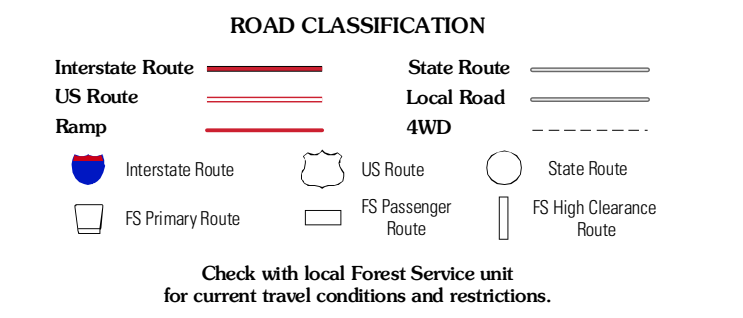 ROAD CLASSIFICATION
Interstate Route
State Route
US Route
Local Road
Ramp
4WD
Interstate Route
US Route
State Route
FS Primary Route
FS Passenger
Route
FS High Clearance
Route
Check with local Forest Service unit
for current travel conditions and restrictions.